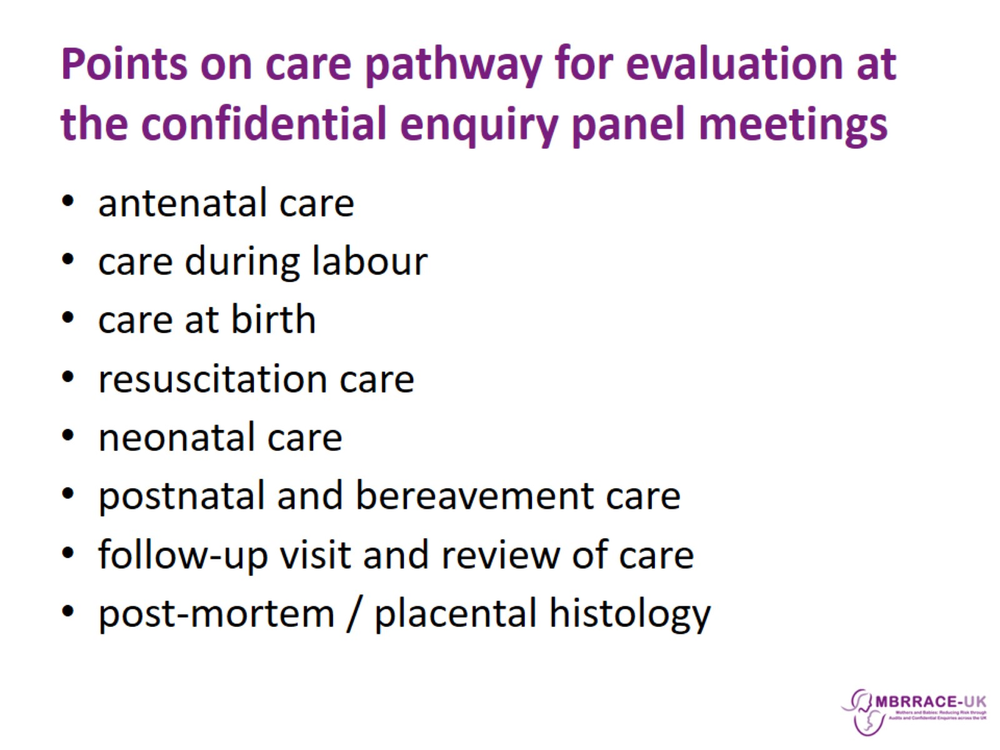 Points on care pathway for evaluation at
the confidential enquiry panel meetings
• antenatal care
• care during labour
• care at birth
• resuscitation care
• neonatal care
• postnatal and bereavement care
• follow-up visit and review of care
• post-mortem / placental histology
MBRRACE-UK
Mothers and Babies: Reducing Risk through
Audits and Confidential Enquiries across the UK